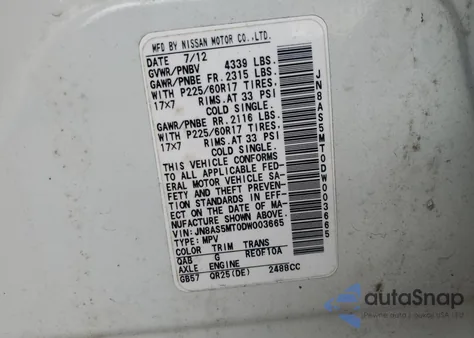 MFD BY NISSAN MOTOR CO.,LTD.
DATE 7/12
GVWR/PNBV 4339 LBS.
GAWR/PNBE FR. 2315 LBS.
WITH P225/60R17 TIRES,
17×7 RIMS.AT 33 PSI
COLD SINGLE.
GAWR/PNBE RR. 2116 LBS.
WITH P225/60R17 TIRES,
17×7 RIMS.AT 33 PSI
COLD SINGLE.
THIS VEHICLE CONFORMS
TO ALL APPLICABLE FED-
ERAL MOTOR VEHICLE SA-
FETY AND THEFT PREVEN-
TION STANDARDS IN EFF-
ECT ON THE DATE OF MA-
NUFACTURE SHOWN ABOVE.
VIN:JN8AS5MT0DW003665
TYPE:MPV
COLOR TRIM TRANS
QAB G RE0F10A
AXLE ENGINE
GB57 QR25(DE) 2488CC
JN8AS5MT0DW003665
autoSnap